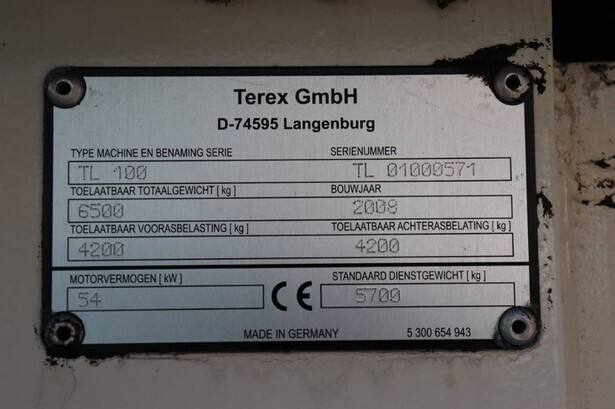 Terex GmbH
D-74595 Langenburg
TYPE MACHINE EN BENAMING SERIE SERIENUMMER
TL 100 TL 01000571
TOELAATBAAR TOTAALGEWICHT [ kg ] BOUWJAAR
6500 2008
TOELAATBAAR VOORASBELASTING [ kg ] TOELAATBAAR ACHTERASBELATING [ kg ]
4200 4200
MOTORVERMOGEN [ kW ] STANDAARD DIENSTGEWICHT [ kg ]
54 CE 5700
MADE IN GERMANY 5 300 654 943